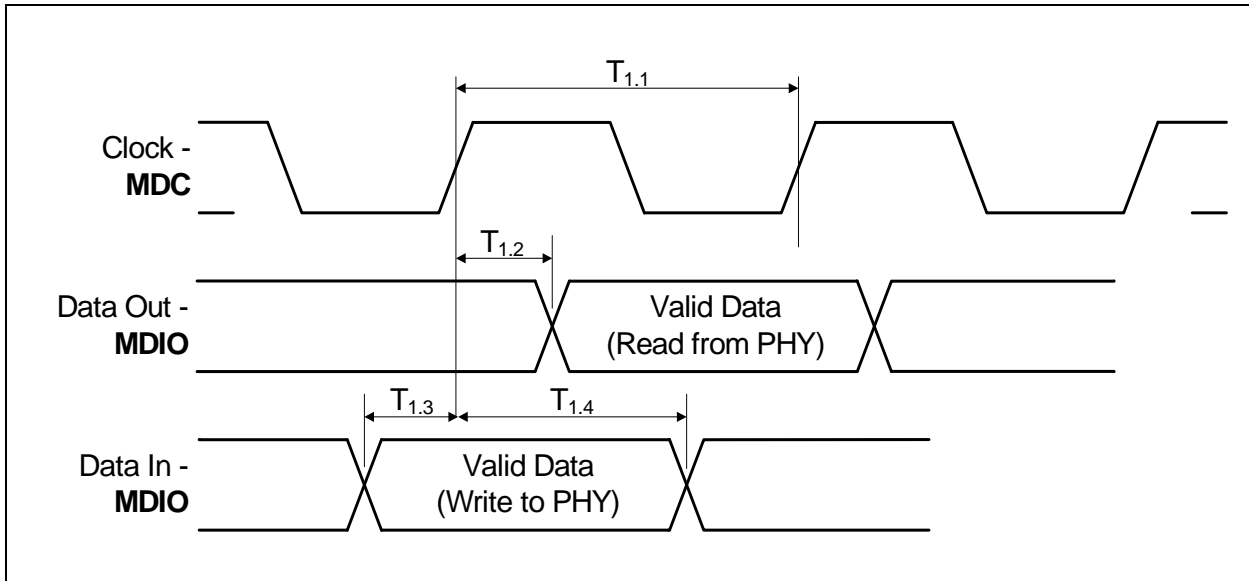 T1.1
Clock -
MDC
T1.2
Data Out -
MDIO
Valid Data
(Read from PHY)
T1.3
T1.4
Data In -
MDIO
Valid Data
(Write to PHY)